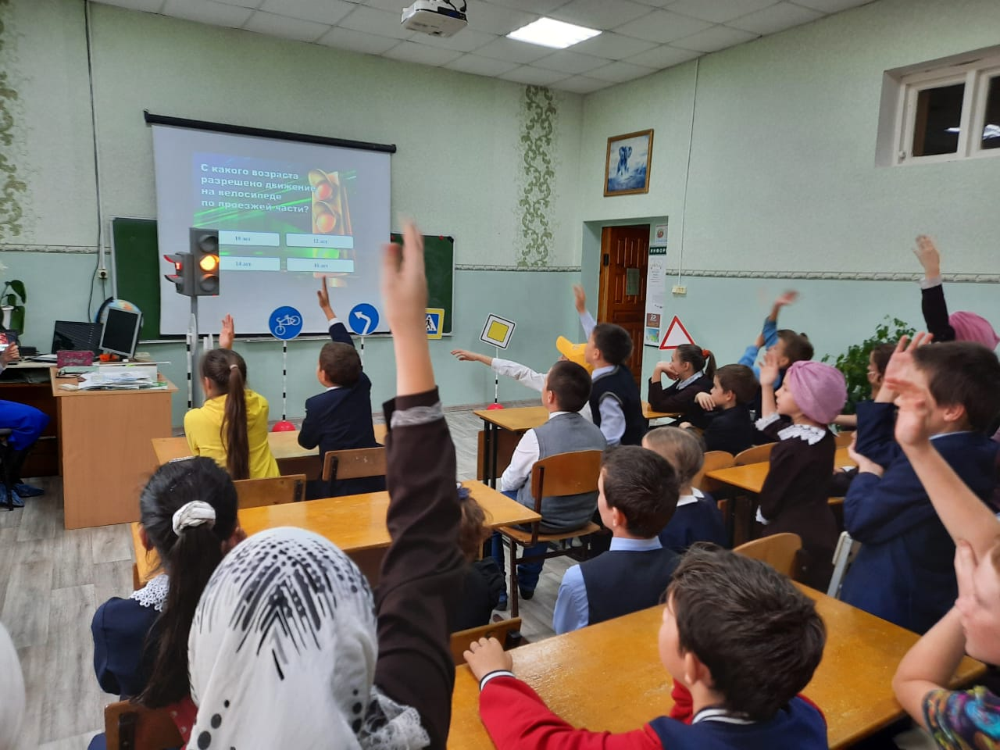 С какого возраста
разрешено движение
на велосипеде
по проезжей части?
10 лет
12 лет
14 лет
16 лет